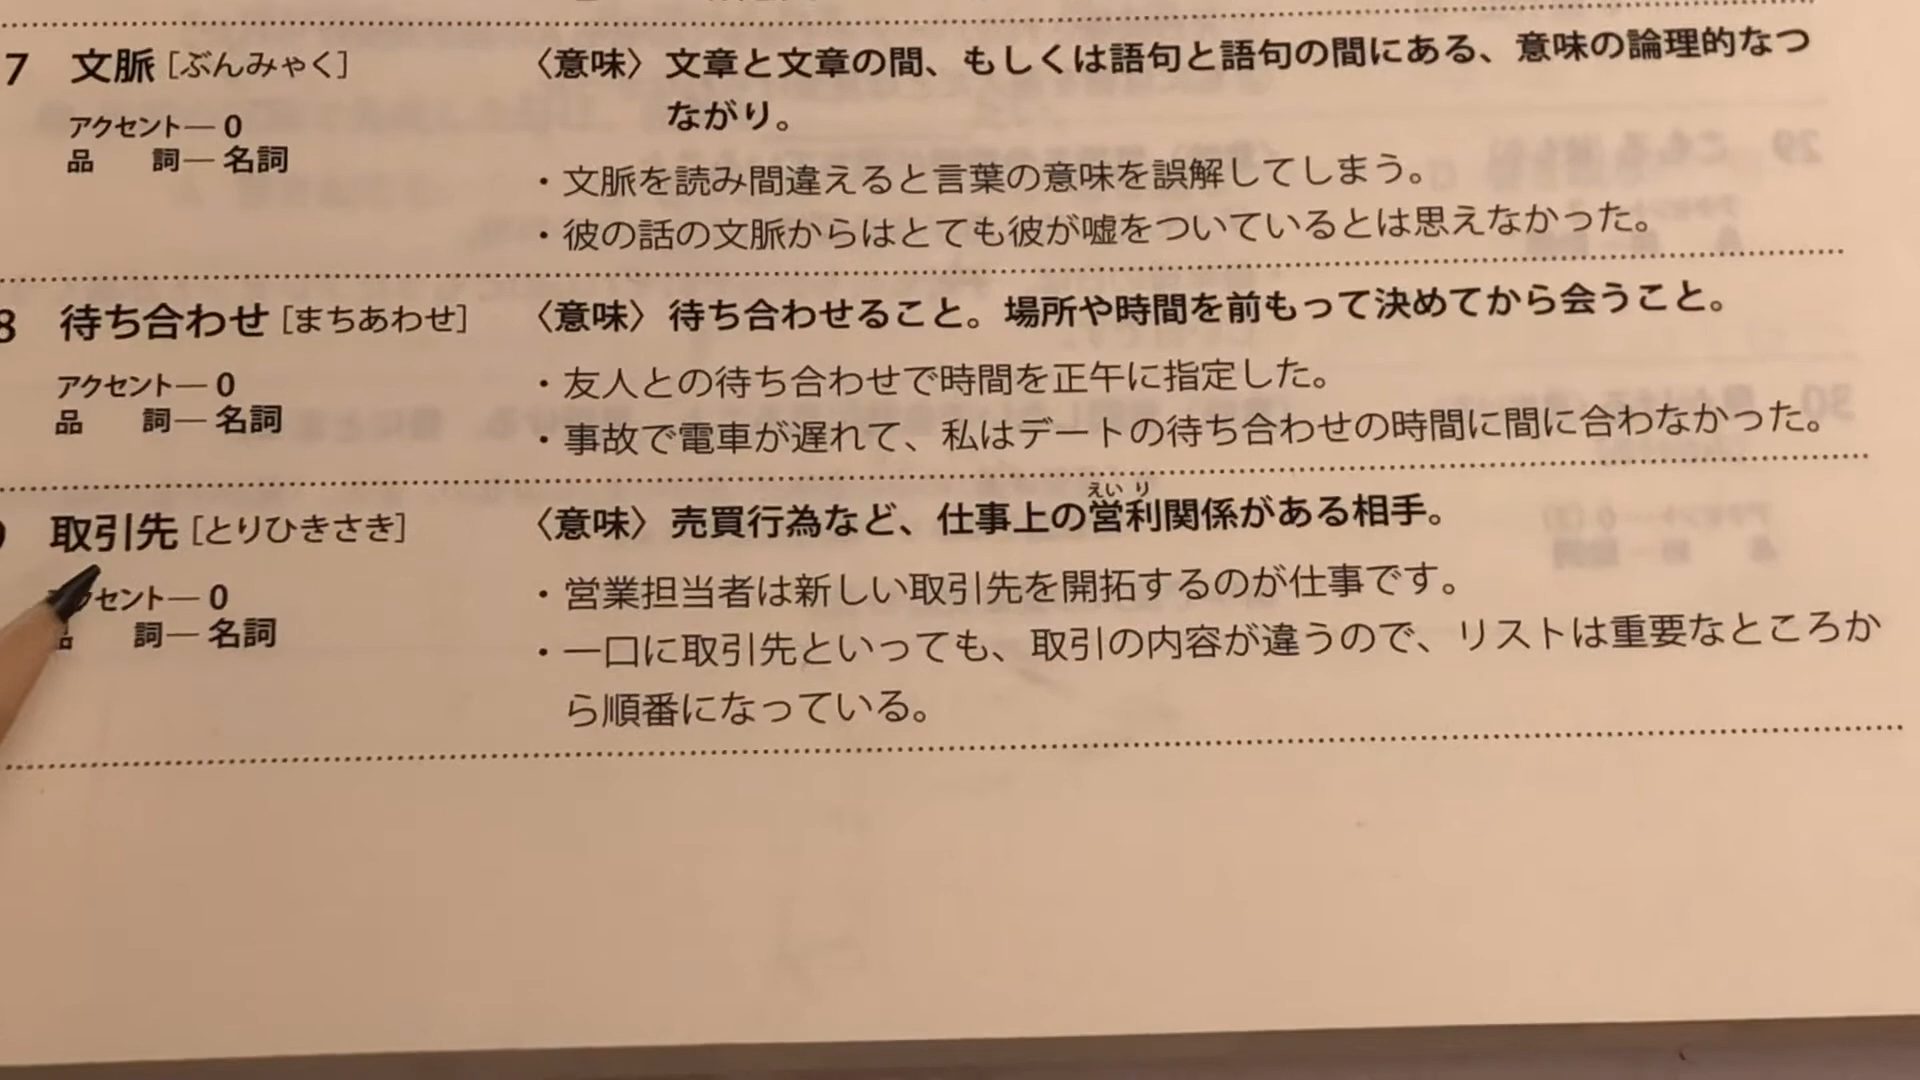 7 文脈［ぶんみゃく］ 〈意味〉文章と文章の間、もしくは語句と語句の間にある、意味の論理的なつ
ながり。
アクセント— 0
品 詞— 名詞
・文脈を読み間違えると言葉の意味を誤解してしまう。
・彼の話の文脈からはとても彼が嘘をついているとは思えなかった。
8 待ち合わせ［まちあわせ］ 〈意味〉待ち合わせること。場所や時間を前もって決めてから会うこと。
アクセント— 0
品 詞— 名詞
・友人との待ち合わせで時間を正午に指定した。
・事故で電車が遅れて、私はデートの待ち合わせの時間に間に合わなかった。
えい り
取引先［とりひきさき］ 〈意味〉売買行為など、仕事上の営利関係がある相手。
クセント— 0
詞— 名詞
・営業担当者は新しい取引先を開拓するのが仕事です。
・一口に取引先といっても、取引の内容が違うので、リストは重要なところか
ら順番になっている。